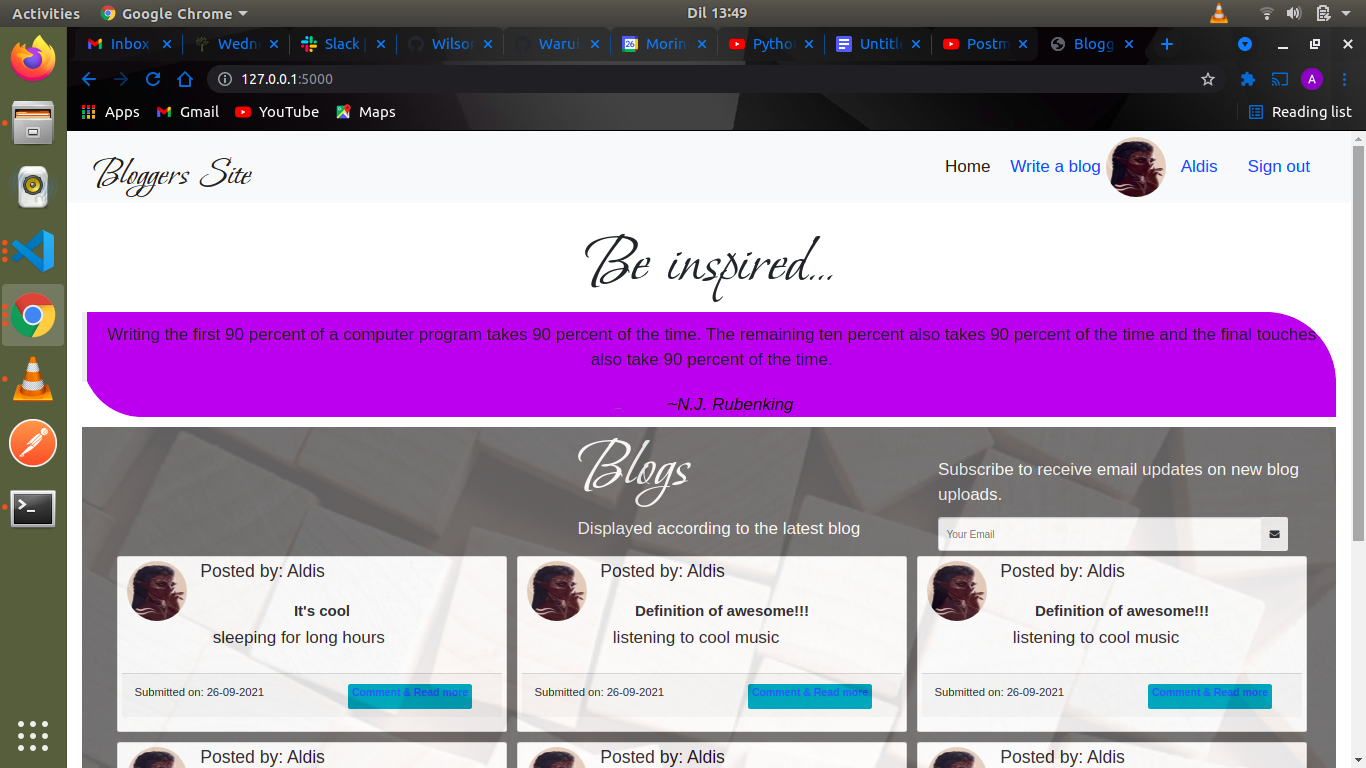 Activities Google Chrome Dil 13:49
Inbox Wedn Slack Wilson Warui Morin Python Untitl Postm Blogg
127.0.0.1:5000 A
Apps Gmail YouTube Maps Reading list
Bloggers Site Home Write a blog Aldis Sign out
Be inspired...
Writing the first 90 percent of a computer program takes 90 percent of the time. The remaining ten percent also takes 90 percent of the time and the final touches
also take 90 percent of the time.
~N.J. Rubenking
Blogs
Displayed according to the latest blog
Subscribe to receive email updates on new blog
uploads.
Your Email
Posted by: Aldis
It's cool
sleeping for long hours
Submitted on: 26-09-2021 Comment & Read more
Posted by: Aldis
Definition of awesome!!!
listening to cool music
Submitted on: 26-09-2021 Comment & Read more
Posted by: Aldis
Definition of awesome!!!
listening to cool music
Submitted on: 26-09-2021 Comment & Read more
Posted by: Aldis
Posted by: Aldis
Posted by: Aldis